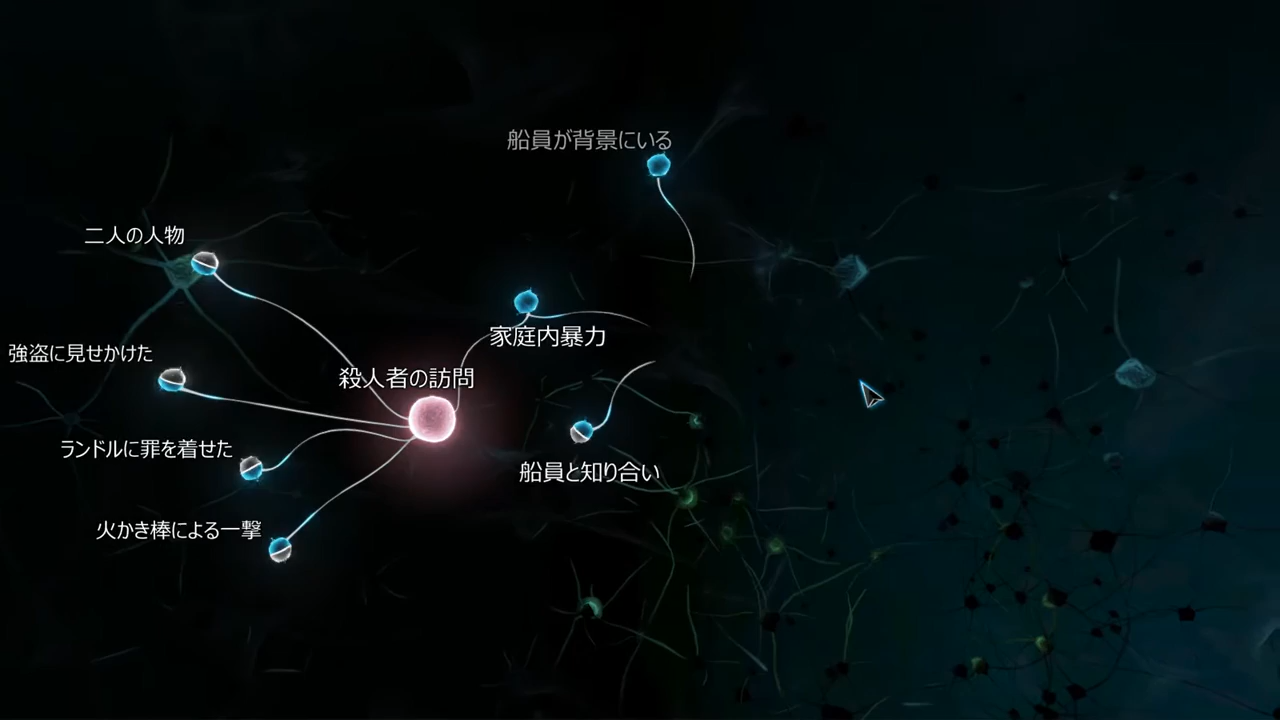 船員が背景にいる
二人の人物
家庭内暴力
強盗に見せかけた
殺人者の訪問
ランドルに罪を着せた
船員と知り合い
火かき棒による一撃